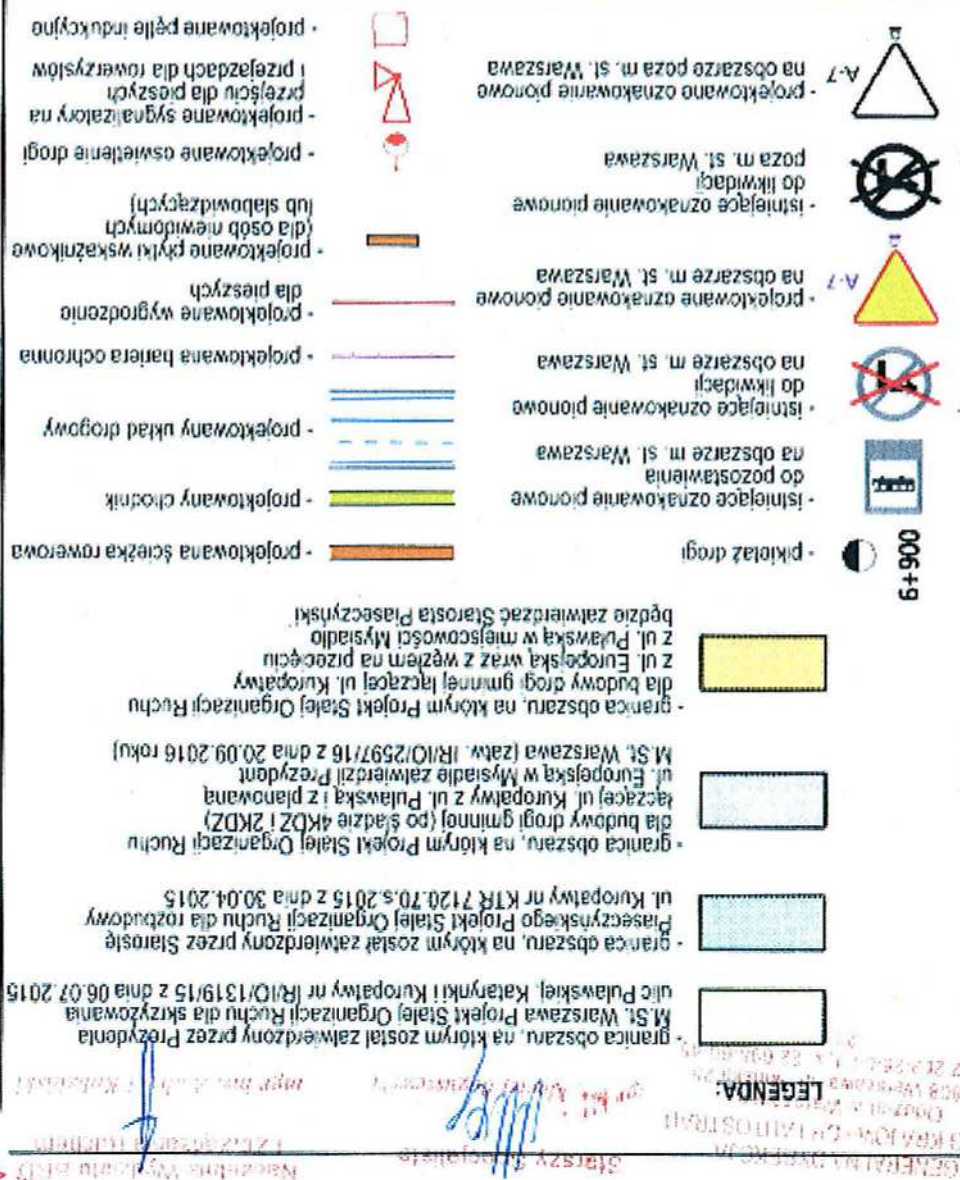 GENERALNA DYREKCJA
Starszy Specjalista
LEGENDA:
- granica obszaru, na którym został zatwierdzony przez Prezydenta
M.St. Warszawa Projekt Stałej Organizacji Ruchu dla skrzyżowania
ulic Puławskiej, Katarynki i Kuropatwy nr IR/IO/1319/15 z dnia 06.07.2015
- granica obszaru, na którym został zatwierdzony przez Starostę
Piaseczyńskiego Projekt Stałej Organizacji Ruchu dla rozbudowy
ul. Kuropatwy nr KTR 7120.70.s.2015 z dnia 30.04.2015
- granica obszaru, na którym Projekt Stałej Organizacji Ruchu
dla budowy drogi gminnej (po śladzie 4KDZ i 2KDZ)
łączącej ul. Kuropatwy z ul. Puławską i z planowaną
ul. Europejską w Mysiadle zatwierdził Prezydent
M.St. Warszawa (zatw. IR/IO/2597/16 z dnia 20.09.2016 roku)
- granica obszaru, na którym Projekt Stałej Organizacji Ruchu
dla budowy drogi gminnej łączącej ul. Kuropatwy
z ul. Europejską wraz z węzłem na przecięciu
z ul. Puławską w miejscowości Mysiadło
będzie zatwierdzać Starosta Piaseczyński
6+900
- pikietaż drogi
- istniejące oznakowanie pionowe
do pozostawienia
na obszarze m. st. Warszawa
- istniejące oznakowanie pionowe
do likwidacji
na obszarze m. st. Warszawa
A-7
- projektowane oznakowanie pionowe
na obszarze m. st. Warszawa
- istniejące oznakowanie pionowe
do likwidacji
poza m. st. Warszawa
A-7
- projektowane oznakowanie pionowe
na obszarze poza m. st. Warszawa
- projektowana ścieżka rowerowa
- projektowany chodnik
- projektowany układ drogowy
- projektowana bariera ochronna
- projektowane wygrodzenie
dla pieszych
- projektowane płytki wskaźnikowe
(dla osób niewidomych
lub słabowidzących)
- projektowane oświetlenie drogi
- projektowane sygnalizatory na
przejściu dla pieszych
i przejazdach dla rowerzystów
- projektowane pętle indukcyjne